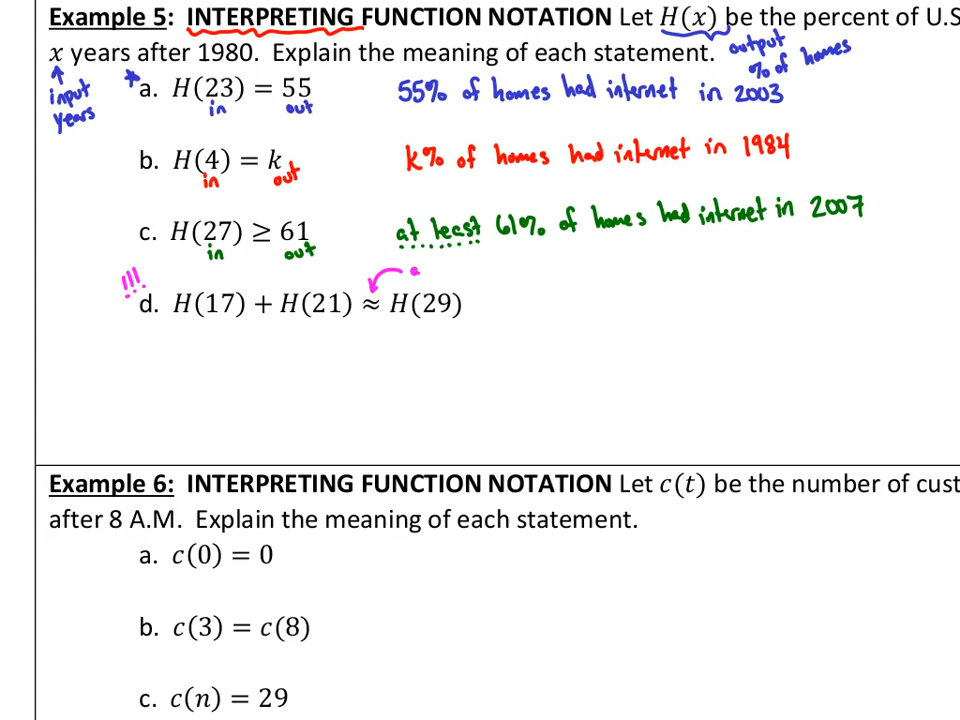 Example 5: INTERPRETING FUNCTION NOTATION Let H(x) be the percent of U.S
x years after 1980. Explain the meaning of each statement.
output
% of homes
input
years
a. H(23) = 55
in
out
55% of homes had internet in 2003
b. H(4) = k
in
out
k% of homes had internet in 1984
c. H(27) ≥ 61
in
out
at least 61% of homes had internet in 2007
!!!
d. H(17) + H(21) ≈ H(29)
Example 6: INTERPRETING FUNCTION NOTATION Let c(t) be the number of cust
after 8 A.M. Explain the meaning of each statement.
a. c(0) = 0
b. c(3) = c(8)
c. c(n) = 29